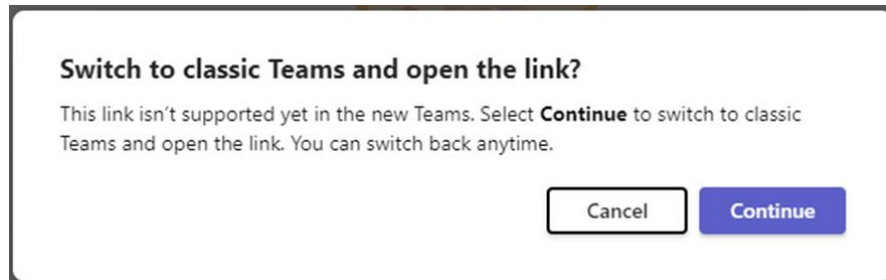 Switch to classic Teams and open the link?
This link isn’t supported yet in the new Teams. Select Continue to switch to classic
Teams and open the link. You can switch back anytime.
Cancel
Continue